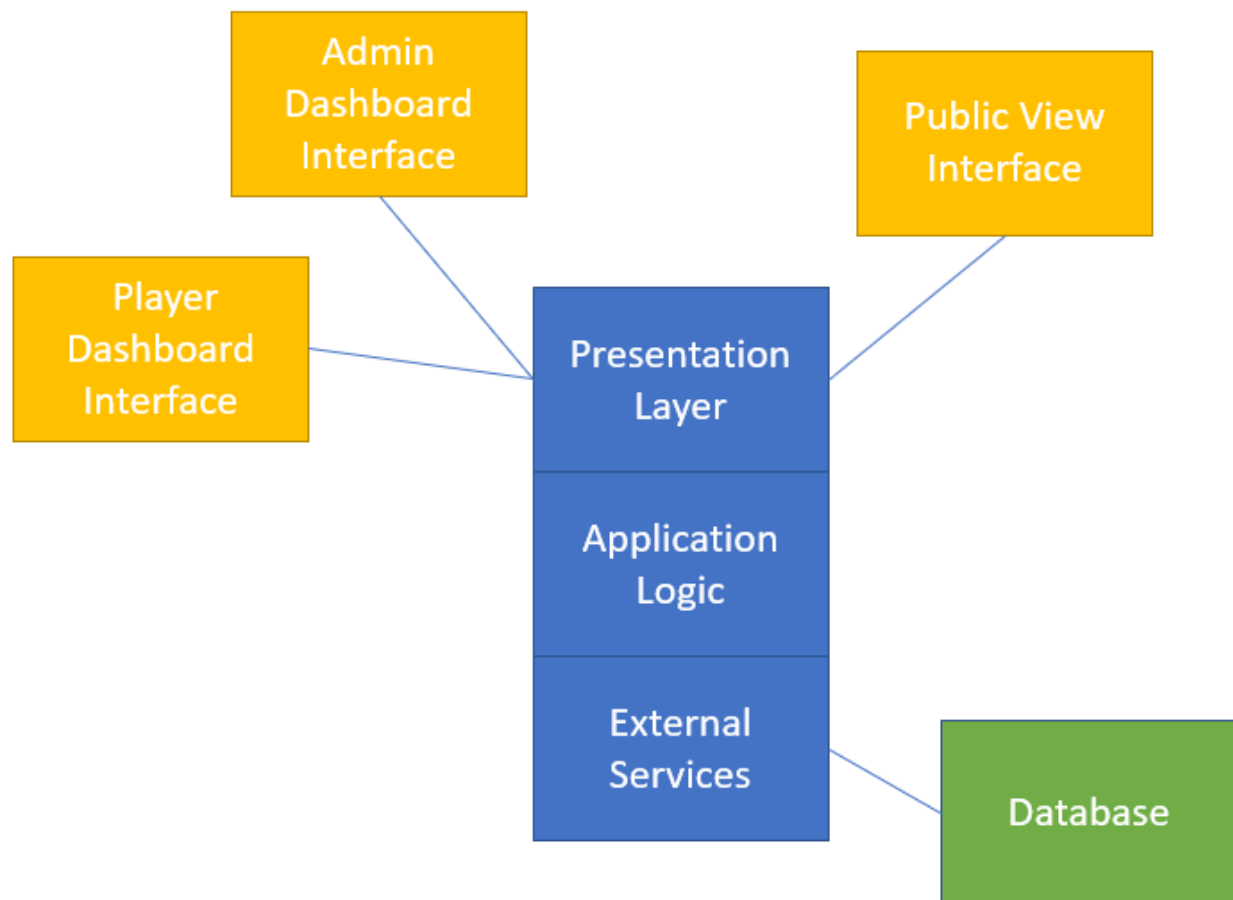 Admin
Dashboard
Interface
Public View
Interface
Player
Dashboard
Interface
Presentation
Layer
Application
Logic
External
Services
Database